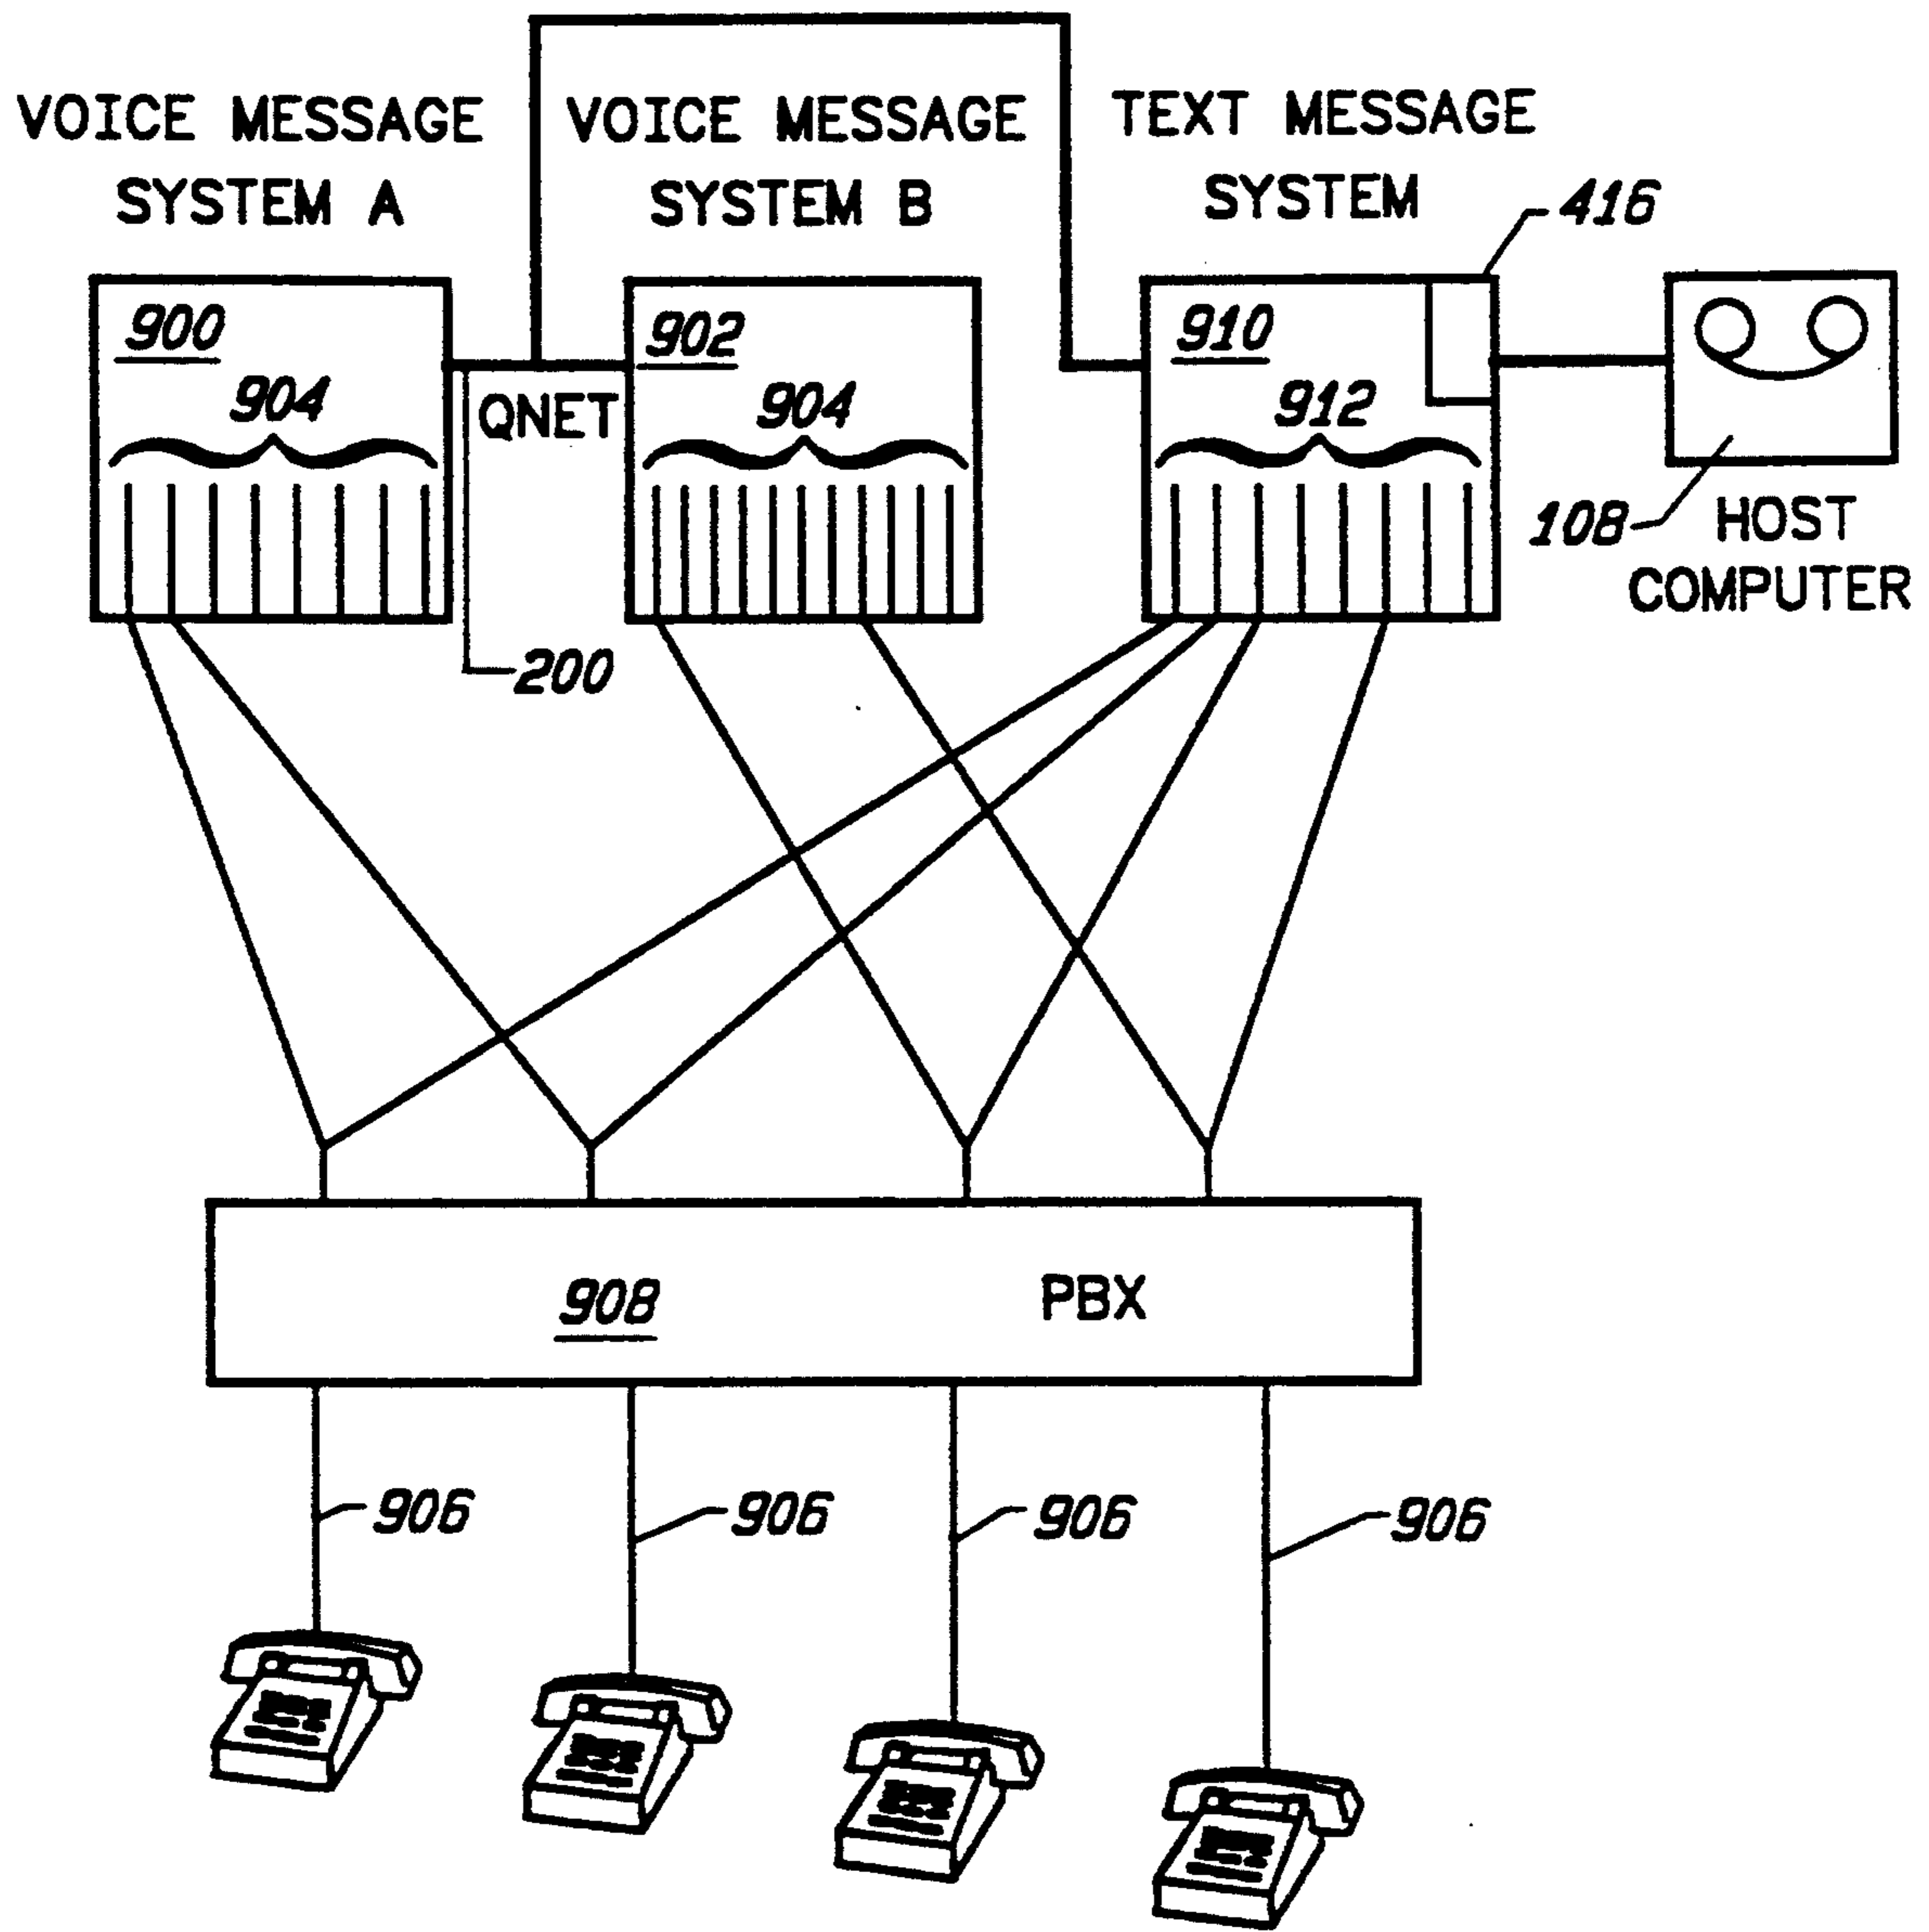 VOICE MESSAGE
SYSTEM A
VOICE MESSAGE
SYSTEM B
TEXT MESSAGE
SYSTEM
416
900
902
910
904
QNET
904
912
108
HOST
COMPUTER
200
908
PBX
906
906
906
906